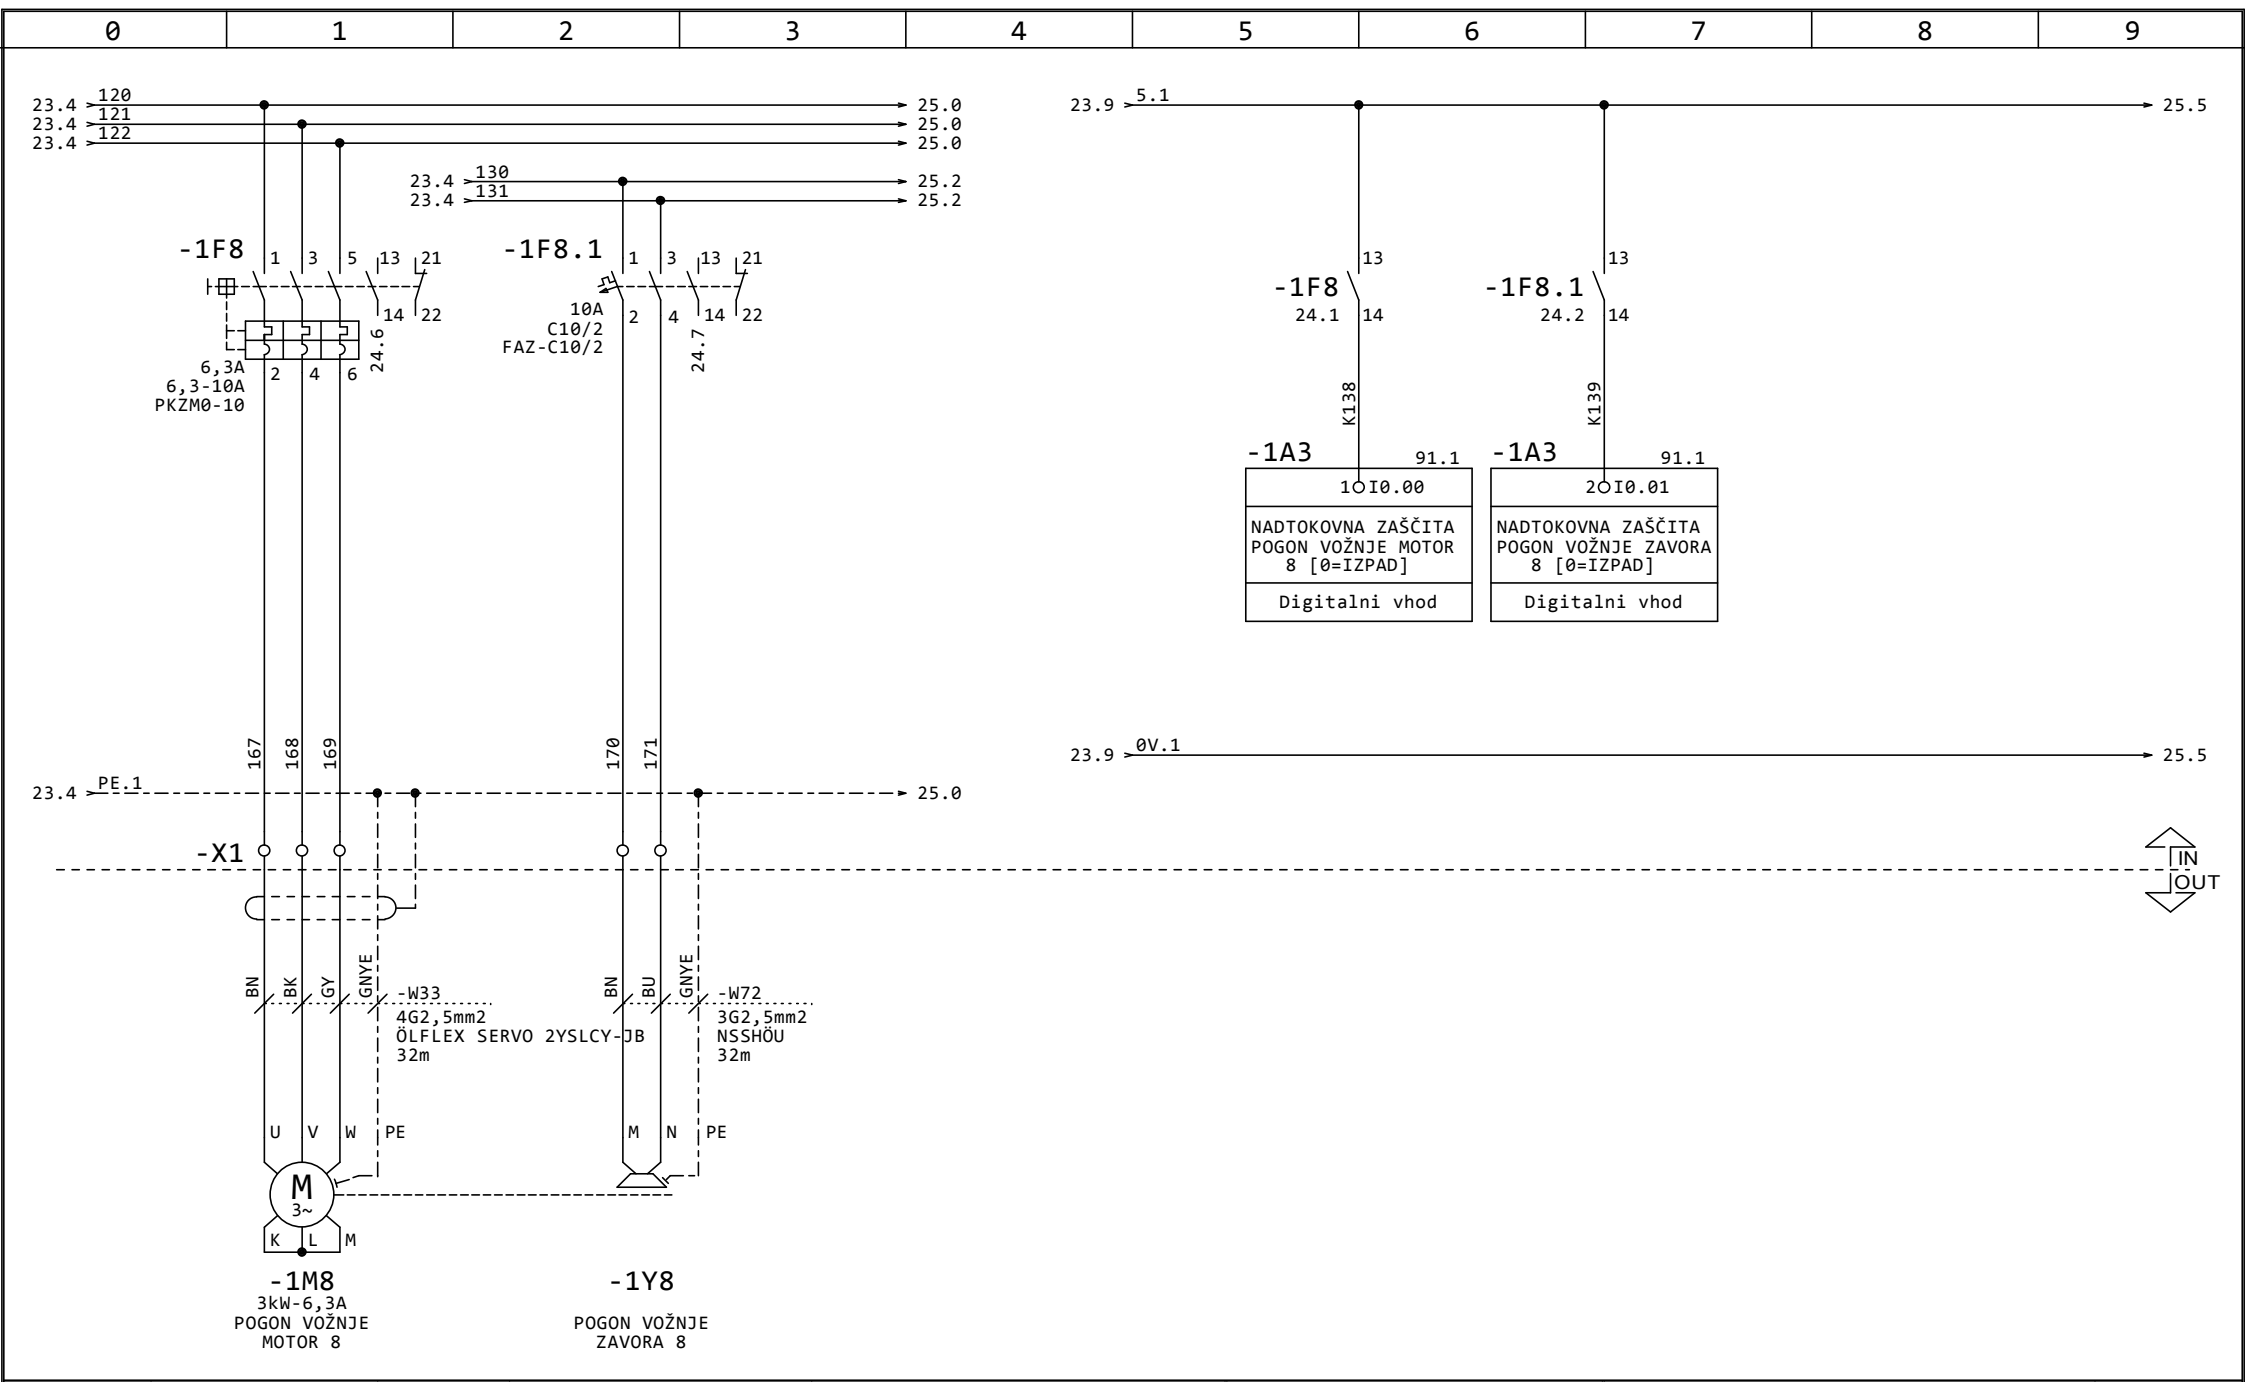 0 1 2 3 4 5 6 7 8 9
23.4 120 25.0
23.4 121 25.0
23.4 122 25.0
23.4 130 25.2
23.4 131 25.2
23.9 5.1 25.5
-1F8 1 3 5 13 21
14 22
24.6
6,3A
6,3-10A
PKZM0-10
2 4 6
-1F8.1 1 3 13 21
2 4 14 22
24.7
10A
C10/2
FAZ-C10/2
13
-1F8
24.1 14
K138
13
-1F8.1
24.2 14
K139
-1A3 91.1
1 I0.00
NADTOKOVNA ZAŠČITA
POGON VOŽNJE MOTOR
8 [0=IZPAD]
Digitalni vhod
-1A3 91.1
2 I0.01
NADTOKOVNA ZAŠČITA
POGON VOŽNJE ZAVORA
8 [0=IZPAD]
Digitalni vhod
167 168 169 170 171
23.9 0V.1 25.5
23.4 PE.1 25.0
-X1
IN
OUT
BN BK GY GNYE
-W33
4G2,5mm2
ÖLFLEX SERVO 2YSLCY-JB
32m
BN BU GNYE
-W72
3G2,5mm2
NSSHÖU
32m
U V W PE
M N PE
M
3~
K L M
-1M8
3kW-6,3A
POGON VOŽNJE
MOTOR 8
-1Y8
POGON VOŽNJE
ZAVORA 8